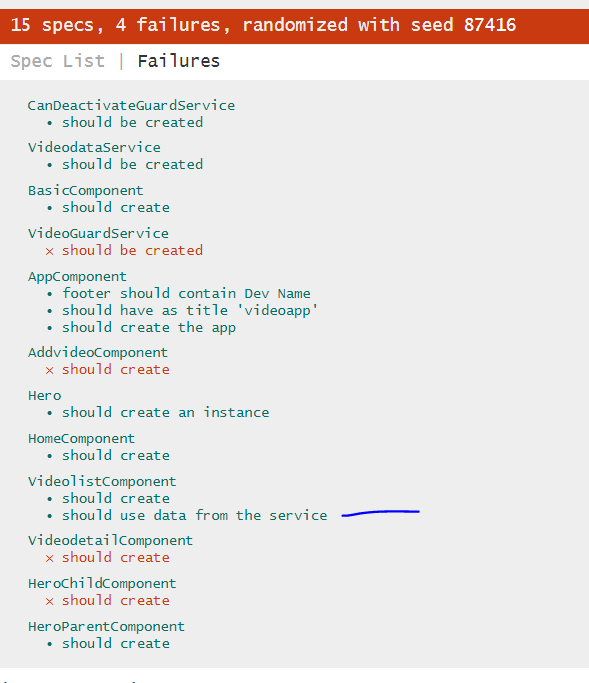 15 specs, 4 failures, randomized with seed 87416
Spec List | Failures
CanDeactivateGuardService
• should be created
VideodataService
• should be created
BasicComponent
• should create
VideoGuardService
× should be created
AppComponent
• footer should contain Dev Name
• should have as title 'videoapp'
• should create the app
AddvideoComponent
× should create
Hero
• should create an instance
HomeComponent
• should create
VideolistComponent
• should create
• should use data from the service
VideodetailComponent
× should create
HeroChildComponent
× should create
HeroParentComponent
• should create